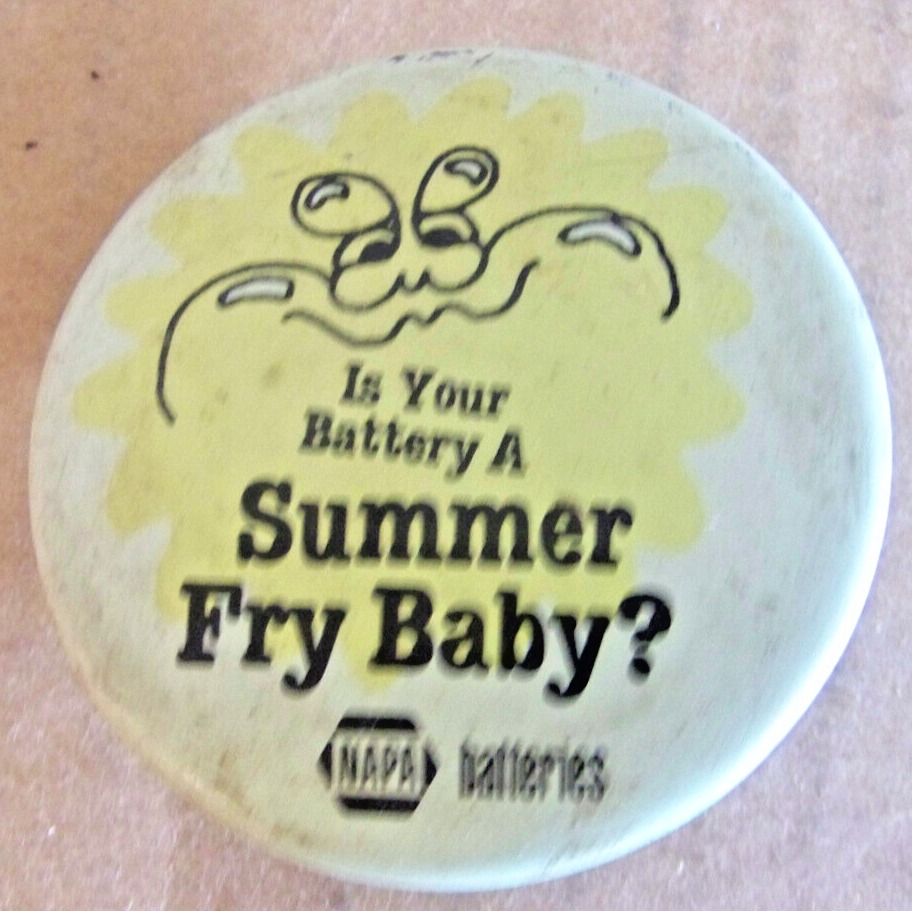 Is Your
Battery A
Summer
Fry Baby?
NAPA batteries